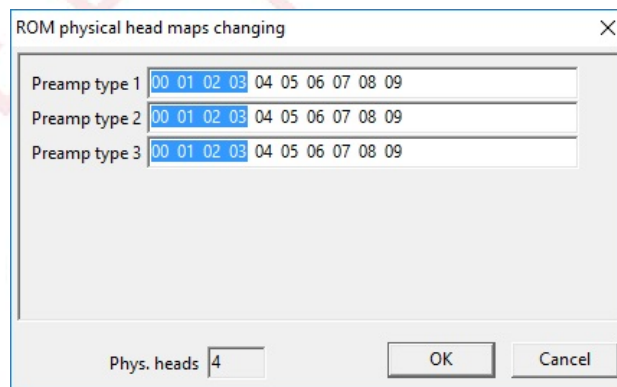 ROM physical head maps changing
Preamp type 1 00 01 02 03 04 05 06 07 08 09
Preamp type 2 00 01 02 03 04 05 06 07 08 09
Preamp type 3 00 01 02 03 04 05 06 07 08 09
Phys. heads 4 OK Cancel